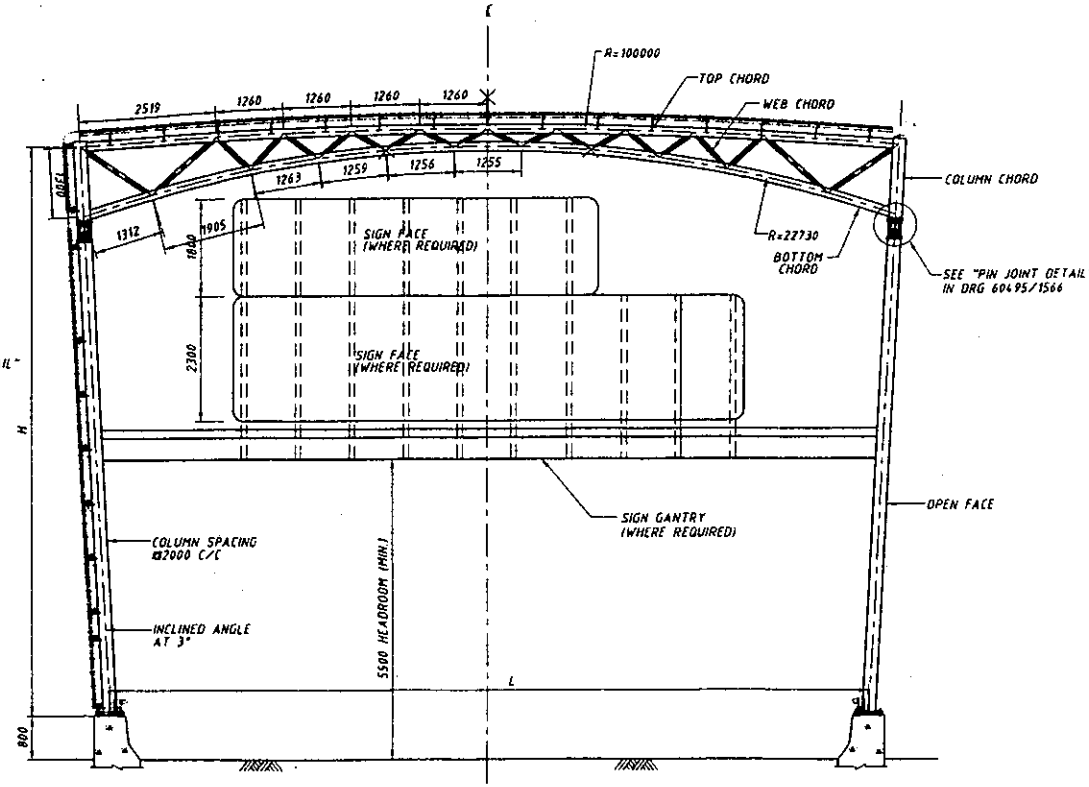 ℄
R=100000
TOP CHORD
2519
1260
1260
1260
1260
WEB CHORD
1300
1263
1259
1256
1255
COLUMN CHORD
1312
1905
1800
SIGN FACE
(WHERE REQUIRED)
R=22730
BOTTOM
CHORD
SEE "PIN JOINT DETAIL
IN DRG 60495/1566
IL"
2300
SIGN FACE
(WHERE REQUIRED)
H
SIGN GANTRY
(WHERE REQUIRED)
OPEN FACE
COLUMN SPACING
2000 C/C
5500 HEADROOM (MIN.)
INCLINED ANGLE
AT 3°
L
800